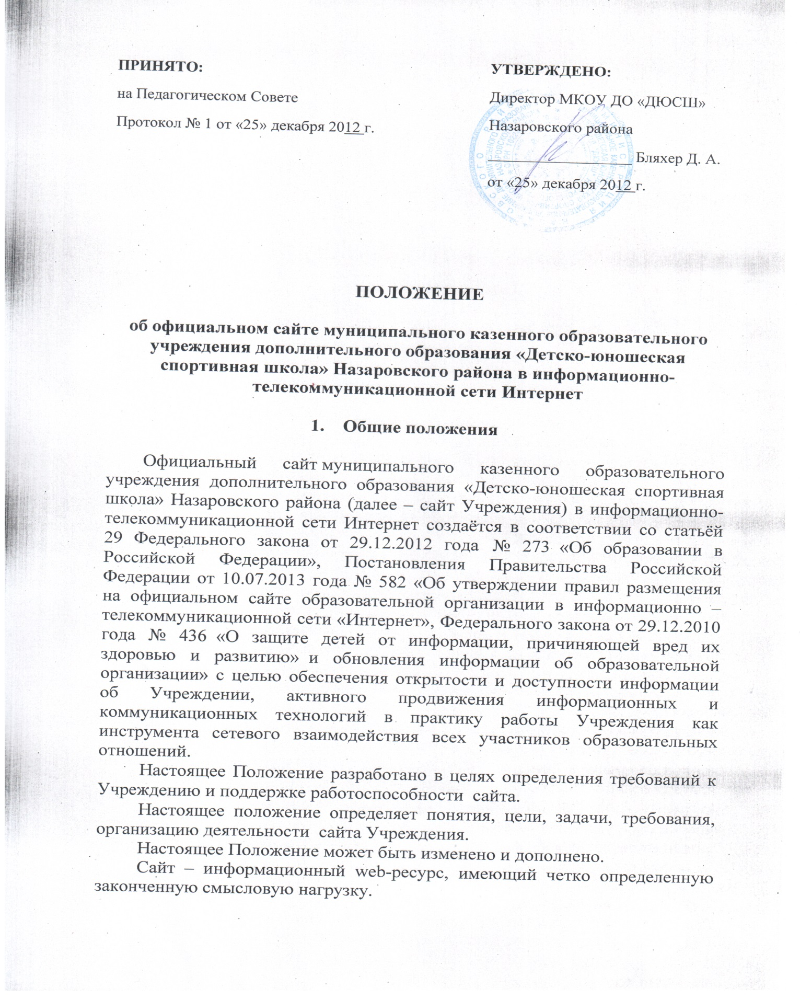 ПРИНЯТО:
на Педагогическом Совете
Протокол № 1 от «25» декабря 2012 г.
УТВЕРЖДЕНО:
Директор МКОУ ДО «ДЮСШ»
Назаровского района
Бляхер Д. А.
от «25» декабря 2012 г.
ПОЛОЖЕНИЕ
об официальном сайте муниципального казенного образовательного
учреждения дополнительного образования «Детско-юношеская
спортивная школа» Назаровского района в информационно-
телекоммуникационной сети Интернет
1. Общие положения
Официальный сайт муниципального казенного образовательного
учреждения дополнительного образования «Детско-юношеская спортивная
школа» Назаровского района (далее – сайт Учреждения) в информационно-
телекоммуникационной сети Интернет создаётся в соответствии со статьёй
29 Федерального закона от 29.12.2012 года № 273 «Об образовании в
Российской Федерации», Постановления Правительства Российской
Федерации от 10.07.2013 года № 582 «Об утверждении правил размещения
на официальном сайте образовательной организации в информационно –
телекоммуникационной сети «Интернет», Федерального закона от 29.12.2010
года № 436 «О защите детей от информации, причиняющей вред их
здоровью и развитию» и обновления информации об образовательной
организации» с целью обеспечения открытости и доступности информации
об Учреждении, активного продвижения информационных и
коммуникационных технологий в практику работы Учреждения как
инструмента сетевого взаимодействия всех участников образовательных
отношений.
Настоящее Положение разработано в целях определения требований к
Учреждению и поддержке работоспособности сайта.
Настоящее положение определяет понятия, цели, задачи, требования,
организацию деятельности сайта Учреждения.
Настоящее Положение может быть изменено и дополнено.
Сайт – информационный web-ресурс, имеющий четко определенную
законченную смысловую нагрузку.